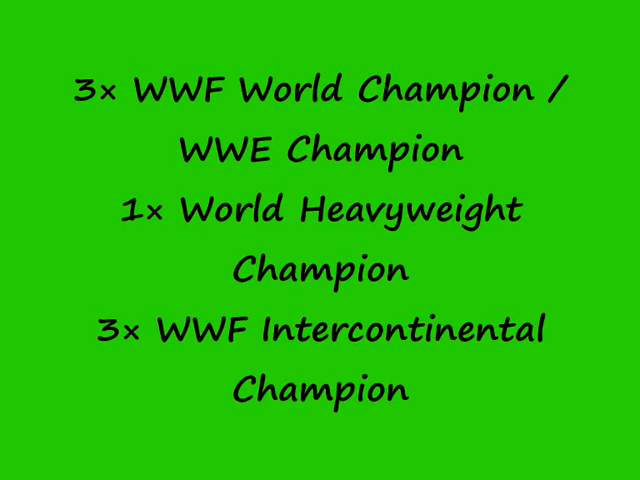 3× WWF World Champion /
WWE Champion
1× World Heavyweight
Champion
3× WWF Intercontinental
Champion